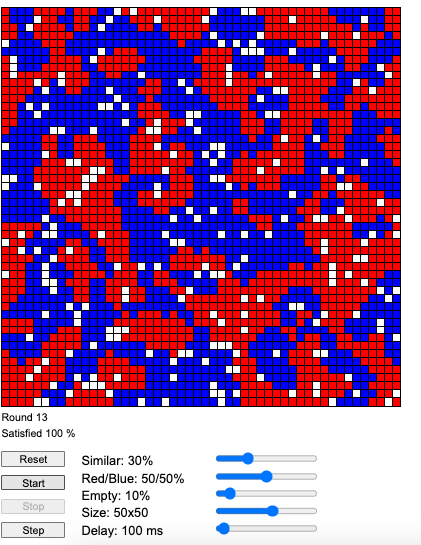 Round 13
Satisfied 100 %
Reset
Similar: 30%
Start
Red/Blue: 50/50%
Empty: 10%
Stop
Size: 50x50
Step
Delay: 100 ms